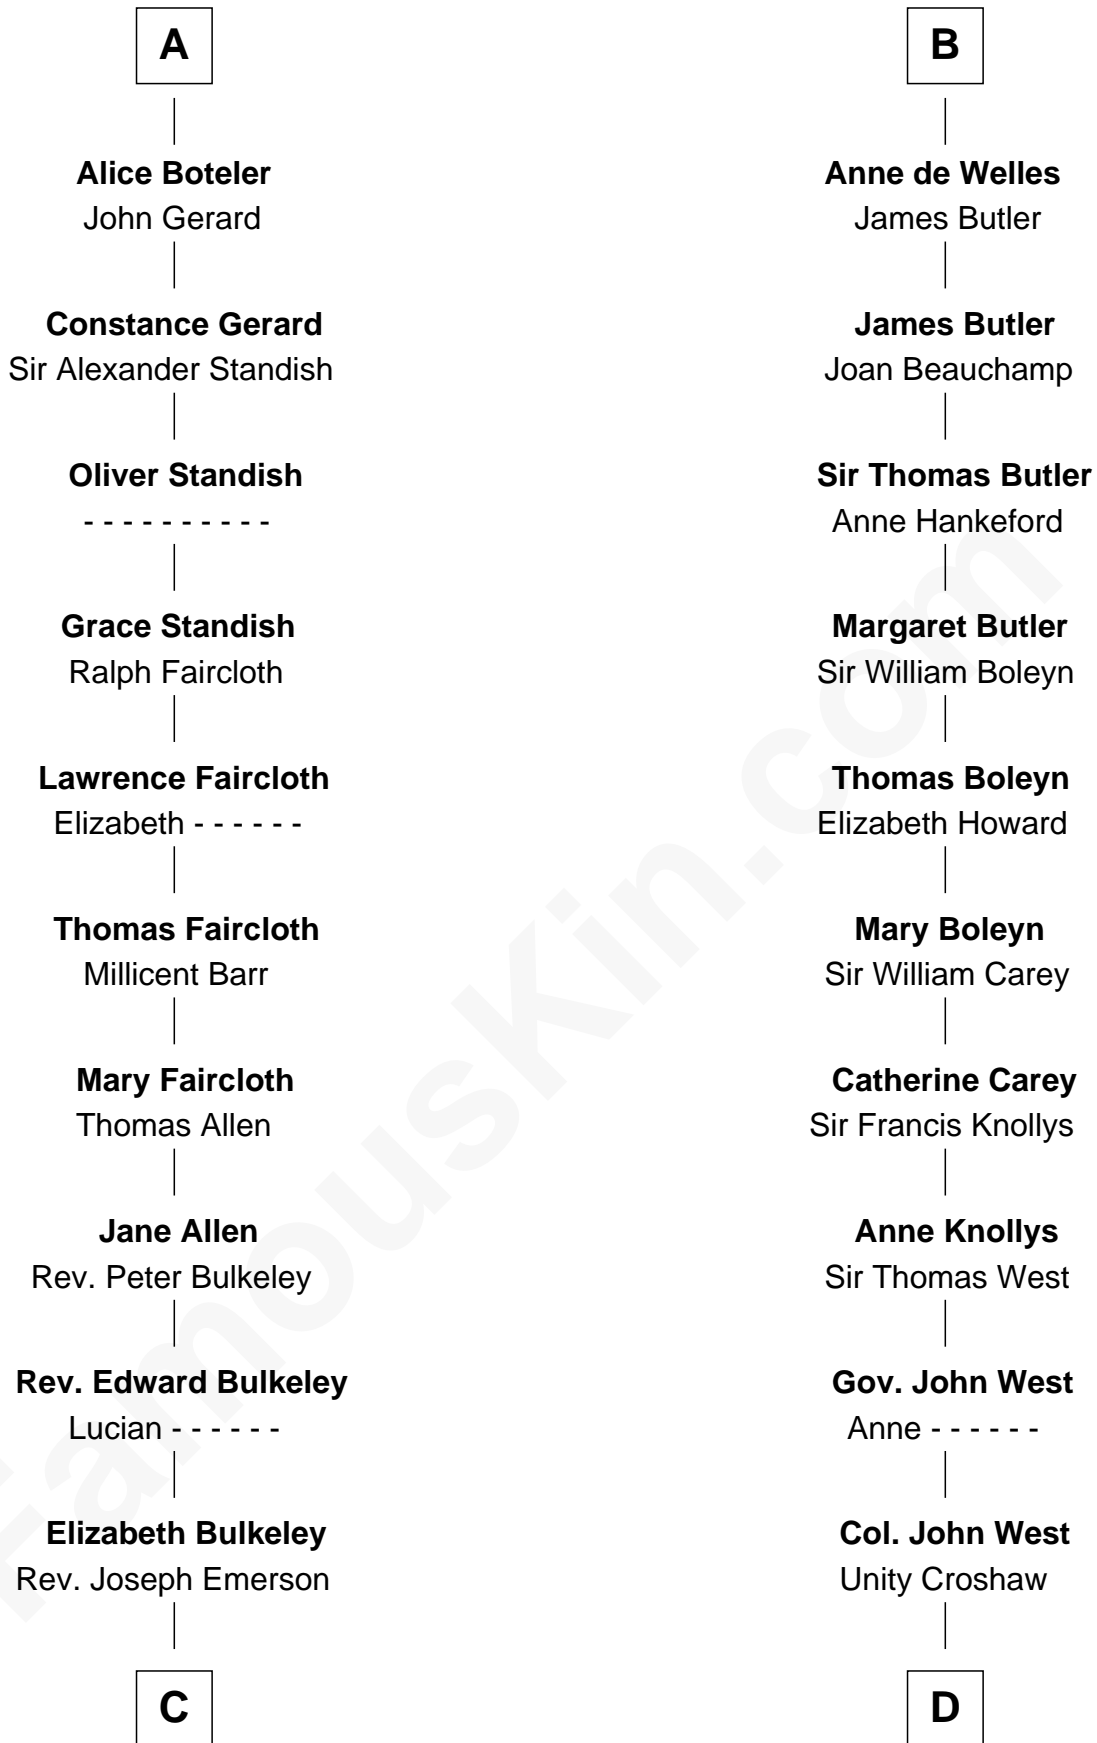 A
Alice Boteler
John Gerard
Constance Gerard
Sir Alexander Standish
Oliver Standish
- - - - - - - - - -
Grace Standish
Ralph Faircloth
Lawrence Faircloth
Elizabeth - - - - - -
Thomas Faircloth
Millicent Barr
Mary Faircloth
Thomas Allen
Jane Allen
Rev. Peter Bulkeley
Rev. Edward Bulkeley
Lucian - - - - - -
Elizabeth Bulkeley
Rev. Joseph Emerson
C
B
Anne de Welles
James Butler
James Butler
Joan Beauchamp
Sir Thomas Butler
Anne Hankeford
Margaret Butler
Sir William Boleyn
Thomas Boleyn
Elizabeth Howard
Mary Boleyn
Sir William Carey
Catherine Carey
Sir Francis Knollys
Anne Knollys
Sir Thomas West
Gov. John West
Anne - - - - - -
Col. John West
Unity Croshaw
D
FamousKin.com